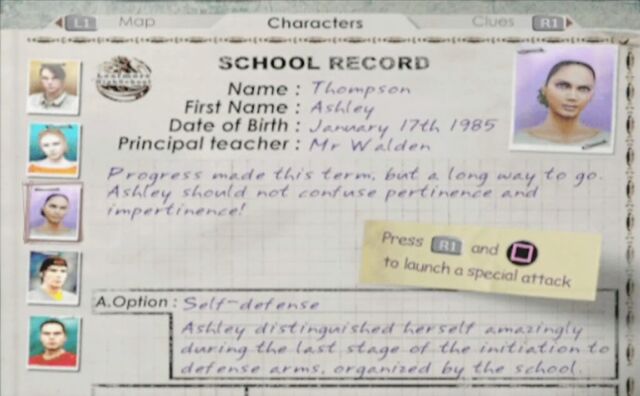 L1 Map Characters Clues R1
Leafmore
HighSchool
SCHOOL RECORD
Name : Thompson
First Name : Ashley
Date of Birth : January 17th 1985
Principal teacher : Mr Walden
Progress made this term, but a long way to go.
Ashley should not confuse pertinence and
impertinence!
Press R1 and
to launch a special attack
A.Option : Self-defense
Ashley distinguished herself amazingly
during the last stage of the initiation to
defense arms, organized by the school.